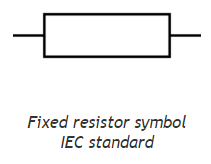 Fixed resistor symbol
IEC standard